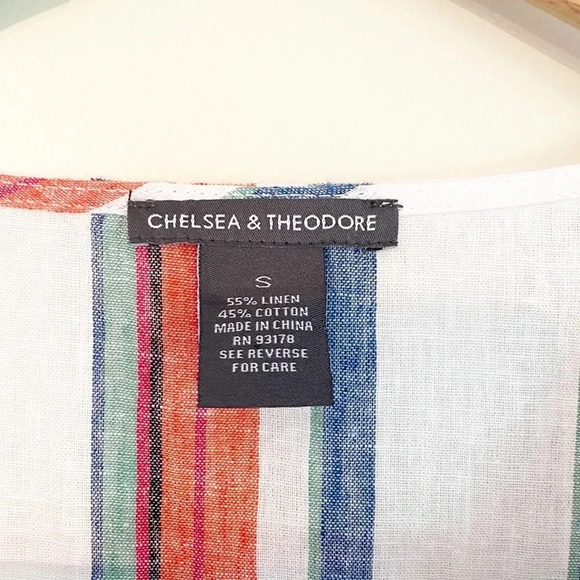 CHELSEA & THEODORE
S
55% LINEN
45% COTTON
MADE IN CHINA
RN 93178
SEE REVERSE
FOR CARE